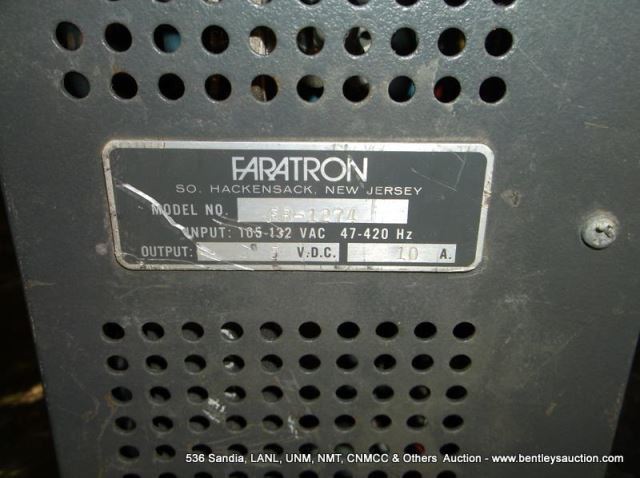 FARATRON
SO. HACKENSACK, NEW JERSEY
MODEL NO.
INPUT: 105-132 VAC 47-420 Hz
OUTPUT: V.D.C. 10 A.
536 Sandia, LANL, UNM, NMT, CNMCC & Others Auction - www.bentleysauction.com